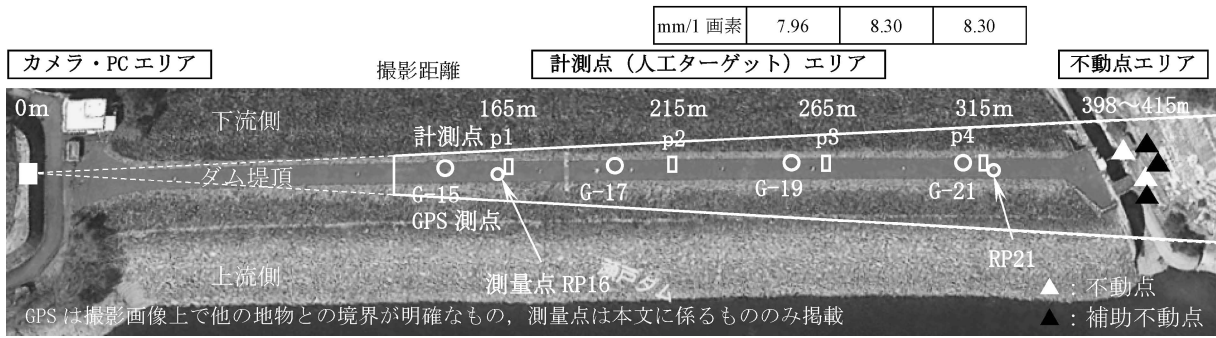 mm/1 画素 7.96 8.30 8.30
カメラ・PC エリア
撮影距離
計測点（人工ターゲット）エリア
不動点エリア
0m
165m
215m
265m
315m
398～415m
下流側
計測点 p1
p2
p3
p4
ダム堤頂
G-15
G-17
G-19
G-21
GPS 測点
測量点 RP16
RP21
上流側
瀬戸ダム
△：不動点
▲：補助不動点
GPS は撮影画像上で他の地物との境界が明確なもの，測量点は本文に係るもののみ掲載